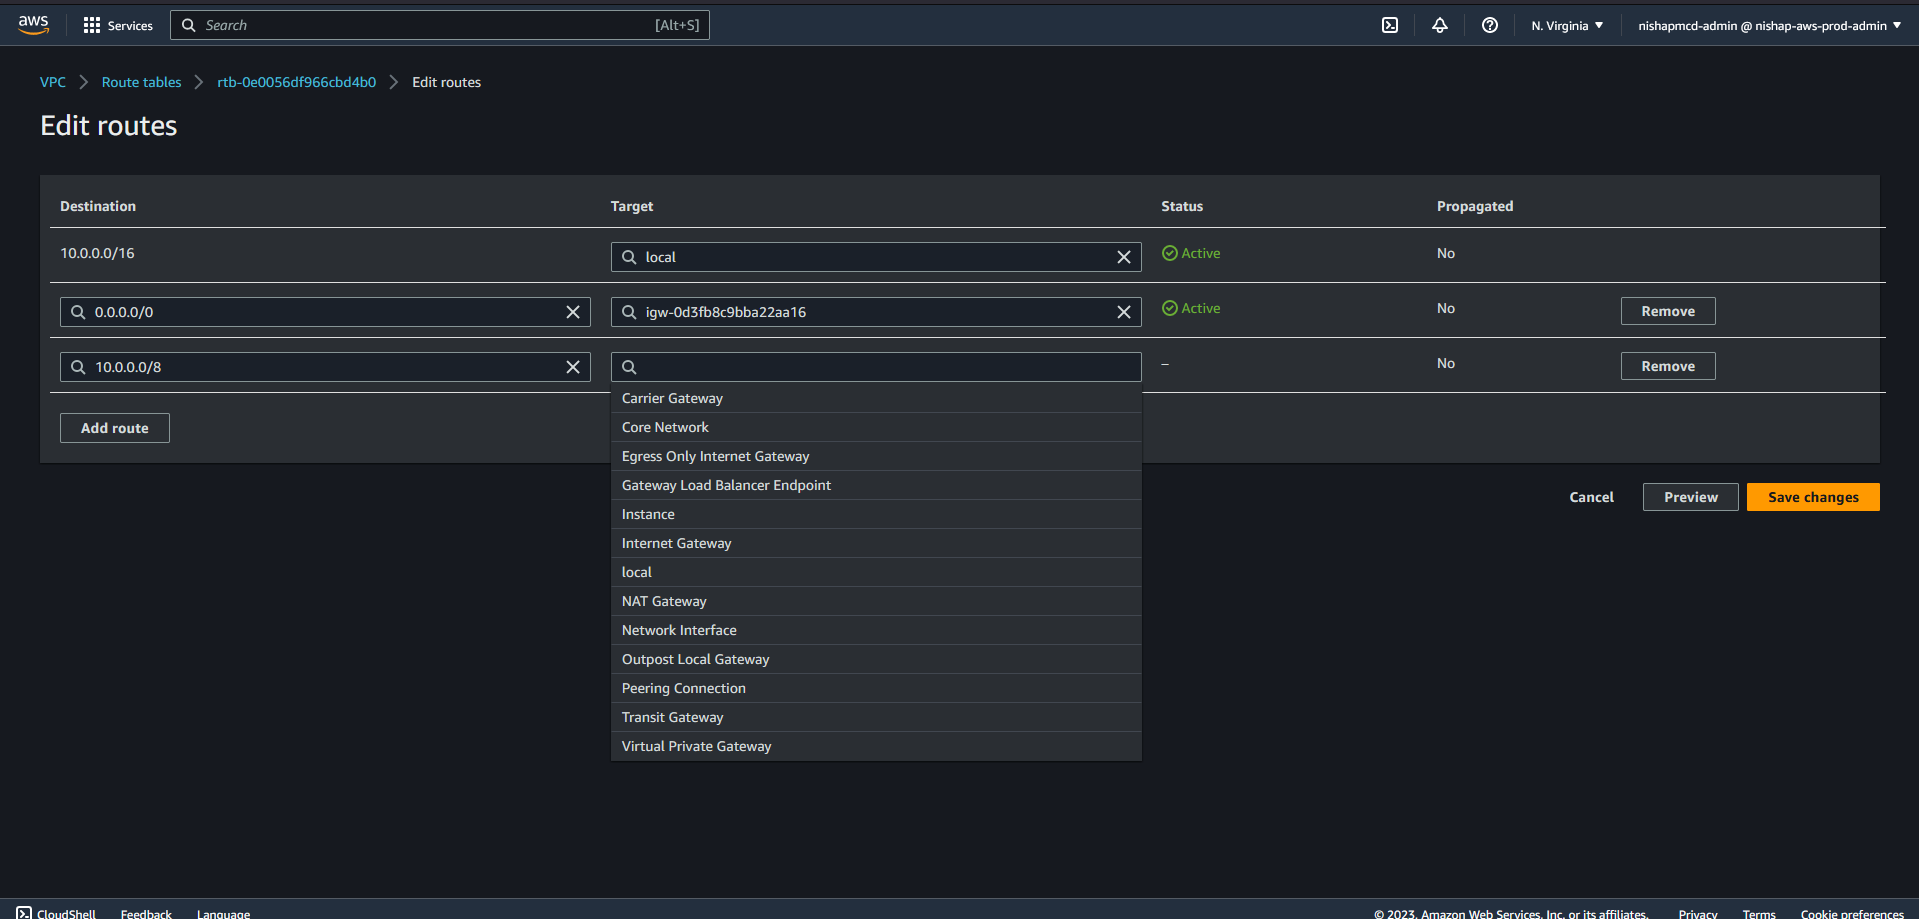 aws Services Search [Alt+S] N. Virginia nishapmcd-admin @ nishap-aws-prod-admin
VPC Route tables rtb-0e0056df966cbd4b0 Edit routes
Edit routes
Destination Target Status Propagated
10.0.0.0/16 local Active No
0.0.0.0/0 igw-0d3fb8c9bba22aa16 Active No Remove
10.0.0.0/8 – No Remove
Carrier Gateway
Add route Core Network
Egress Only Internet Gateway
Gateway Load Balancer Endpoint
Cancel Preview Save changes
Instance
Internet Gateway
local
NAT Gateway
Network Interface
Outpost Local Gateway
Peering Connection
Transit Gateway
Virtual Private Gateway
CloudShell Feedback Language © 2023, Amazon Web Services, Inc. or its affiliates. Privacy Terms Cookie preferences